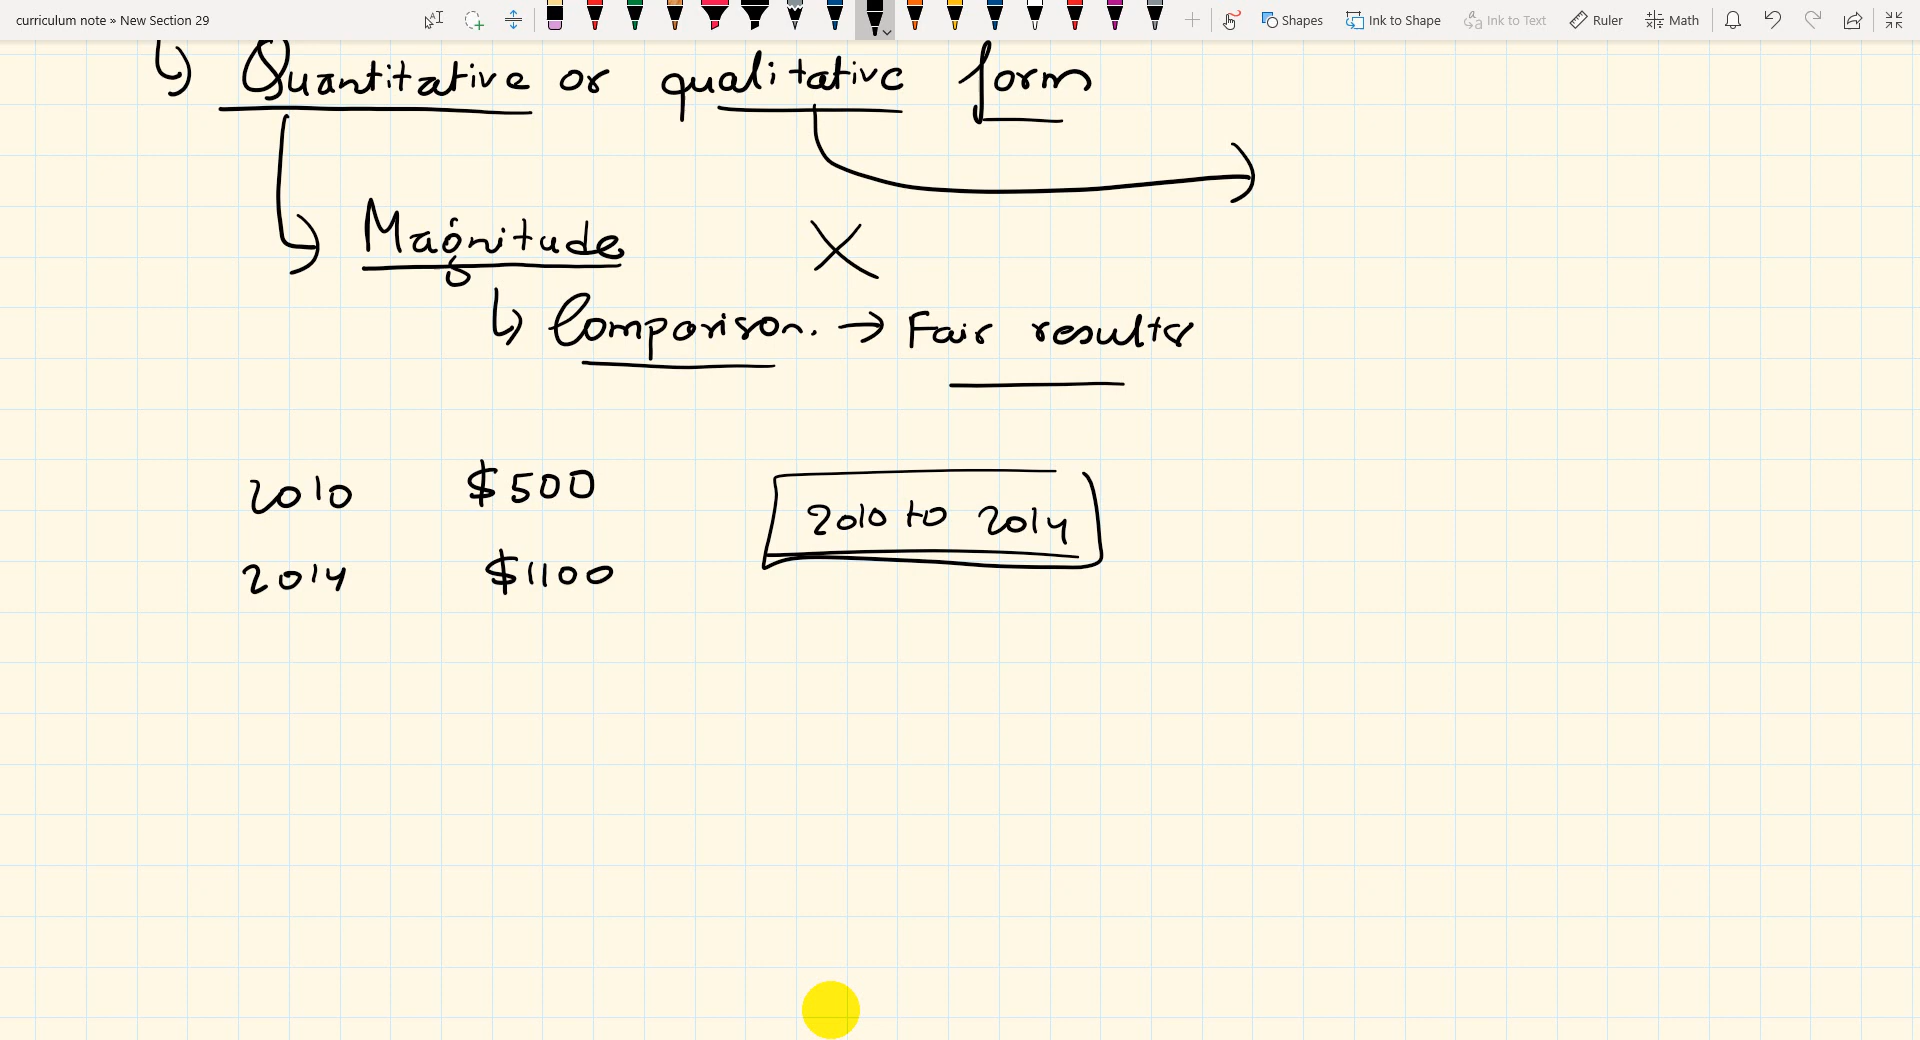 curriculum note » New Section 29
Shapes
Ink to Shape
Ink to Text
Ruler
Math
Quantitative or qualitative form
Magnitude
Comparison. → Fair results
2010 $500
2010 to 2014
2014 $1100